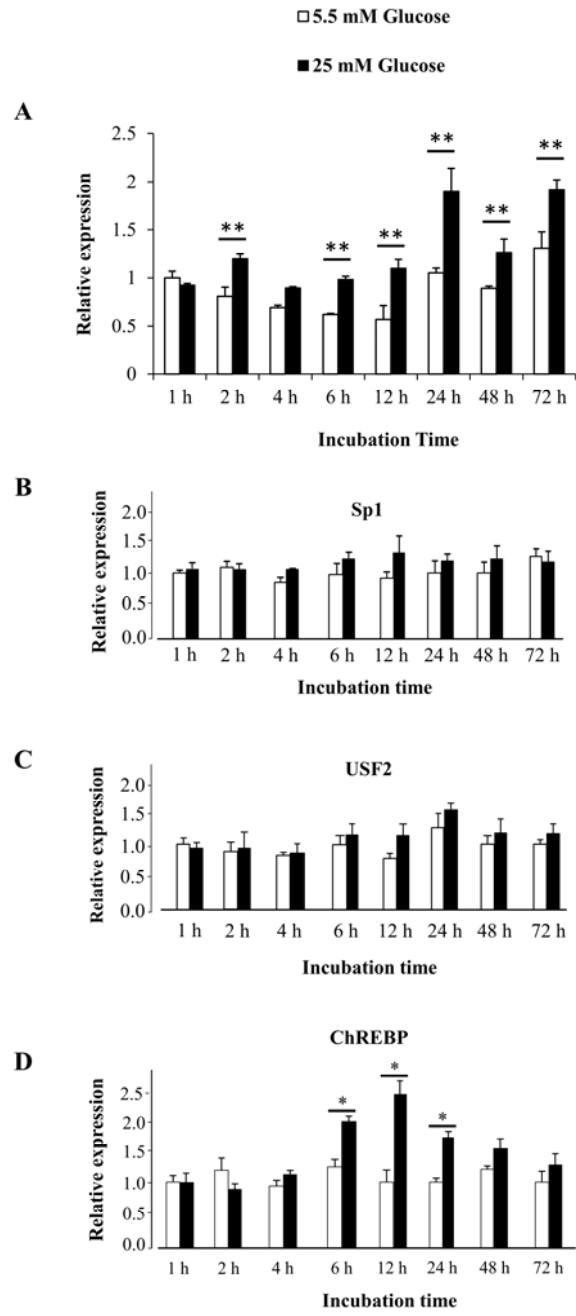 5.5 mM Glucose
25 mM Glucose
A
Relative expression
2.5
2
1.5
1
0.5
0
** ** ** ** ** **
1 h 2 h 4 h 6 h 12 h 24 h 48 h 72 h
Incubation Time
B
Sp1
Relative expression
2.0
1.5
1.0
0.5
0.0
1 h 2 h 4 h 6 h 12 h 24 h 48 h 72 h
Incubation time
C
USF2
Relative expression
2.0
1.5
1.0
0.5
0.0
1 h 2 h 4 h 6 h 12 h 24 h 48 h 72 h
Incubation time
D
ChREBP
Relative expression
2.5
2.0
1.5
1.0
0.5
0.0
* * *
1 h 2 h 4 h 6 h 12 h 24 h 48 h 72 h
Incubation time